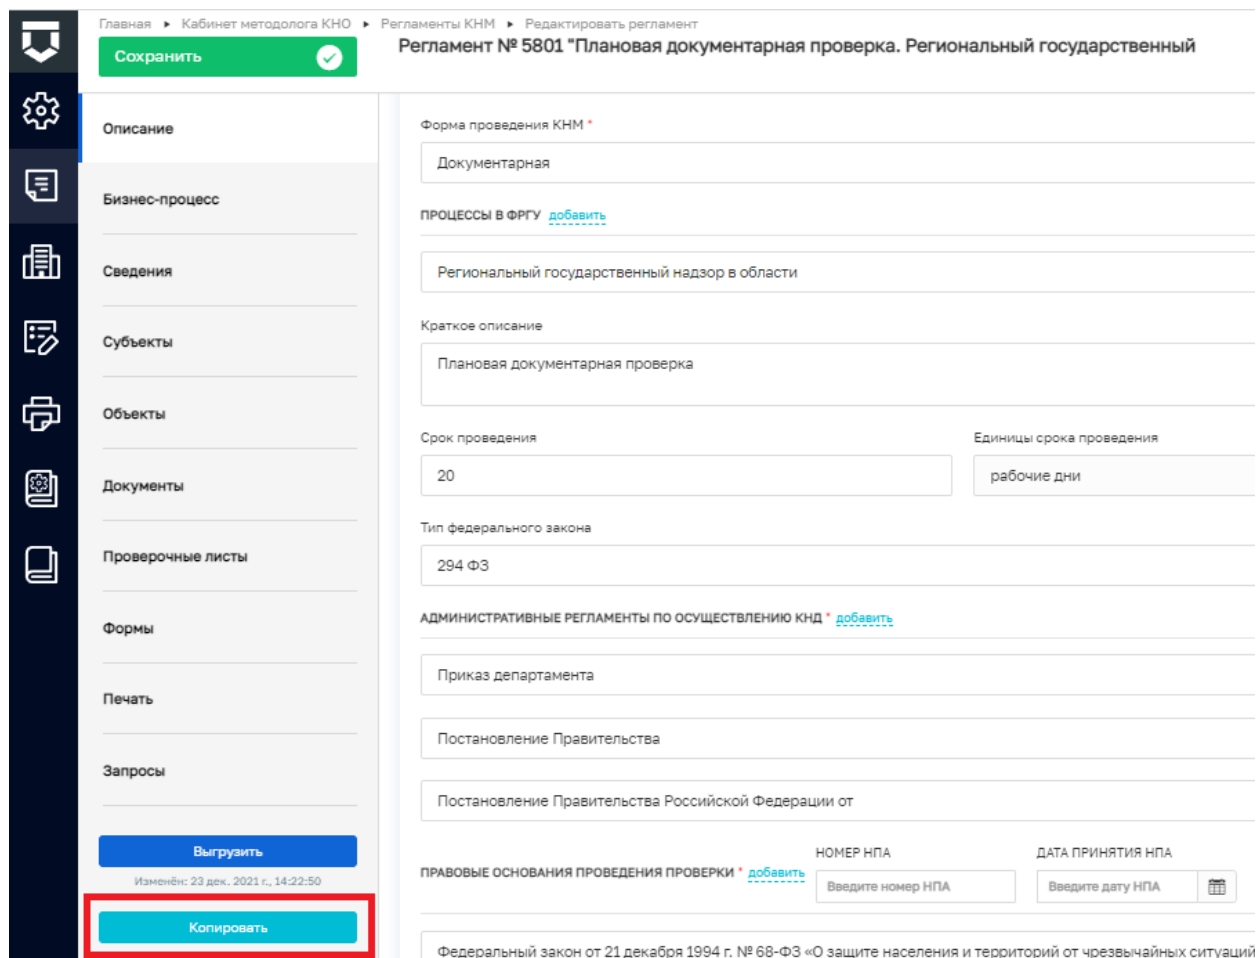 Главная ▸ Кабинет методолога КНО ▸ Регламенты КНМ ▸ Редактировать регламент
Сохранить
Регламент № 5801 "Плановая документарная проверка. Региональный государственный
Описание
Бизнес-процесс
Сведения
Субъекты
Объекты
Документы
Проверочные листы
Формы
Печать
Запросы
Выгрузить
Изменён: 23 дек. 2021 г., 14:22:50
Копировать
Форма проведения КНМ *
Документарная
ПРОЦЕССЫ В ФРГУ добавить
Региональный государственный надзор в области
Краткое описание
Плановая документарная проверка
Срок проведения
Единицы срока проведения
20
рабочие дни
Тип федерального закона
294 ФЗ
АДМИНИСТРАТИВНЫЕ РЕГЛАМЕНТЫ ПО ОСУЩЕСТВЛЕНИЮ КНД * добавить
Приказ департамента
Постановление Правительства
Постановление Правительства Российской Федерации от
НОМЕР НПА
ДАТА ПРИНЯТИЯ НПА
ПРАВОВЫЕ ОСНОВАНИЯ ПРОВЕДЕНИЯ ПРОВЕРКИ * добавить
Введите номер НПА
Введите дату НПА
Федеральный закон от 21 декабря 1994 г. № 68-ФЗ «О защите населения и территорий от чрезвычайных ситуаций